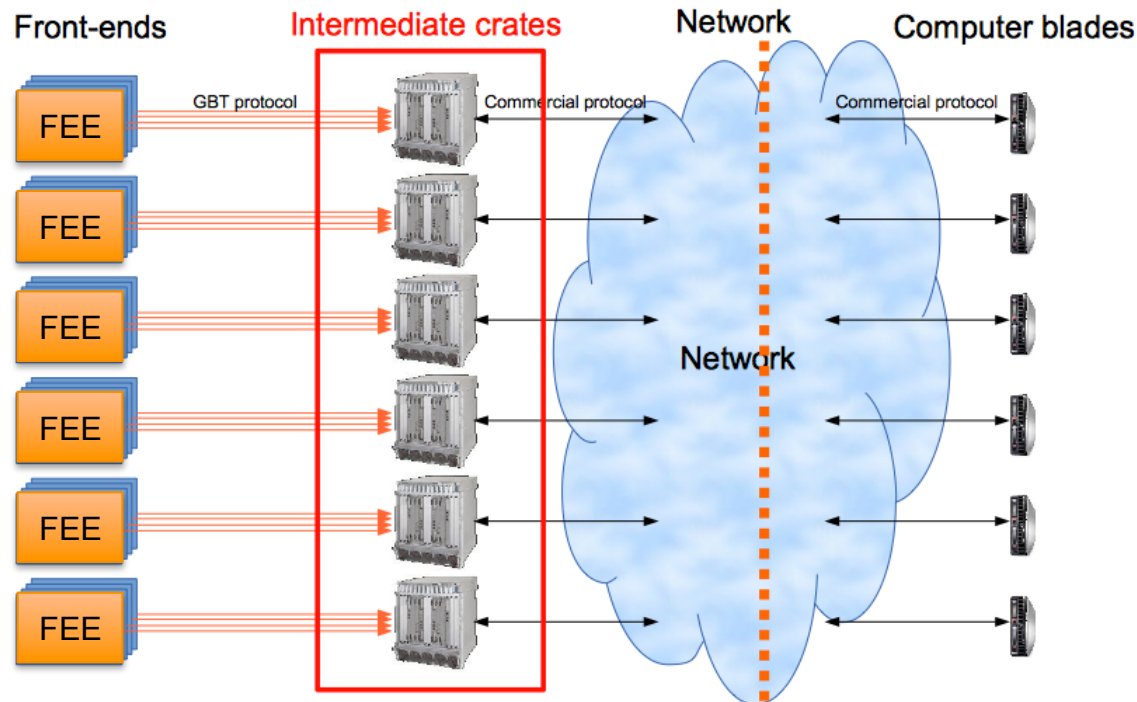 Front-ends
Intermediate crates
Network
Computer blades
GBT protocol
Commercial protocol
Commercial protocol
FEE
FEE
FEE
Network
FEE
FEE
FEE